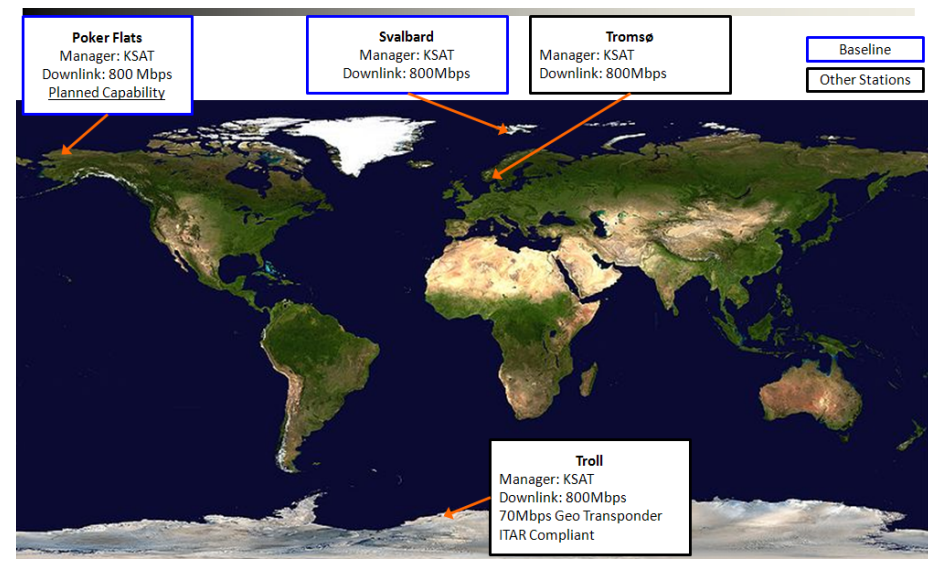 Poker Flats
Manager: KSAT
Downlink: 800 Mbps
Planned Capability
Svalbard
Manager: KSAT
Downlink: 800Mbps
Tromsø
Manager: KSAT
Downlink: 800Mbps
Baseline
Other Stations
Troll
Manager: KSAT
Downlink: 800Mbps
70Mbps Geo Transponder
ITAR Compliant